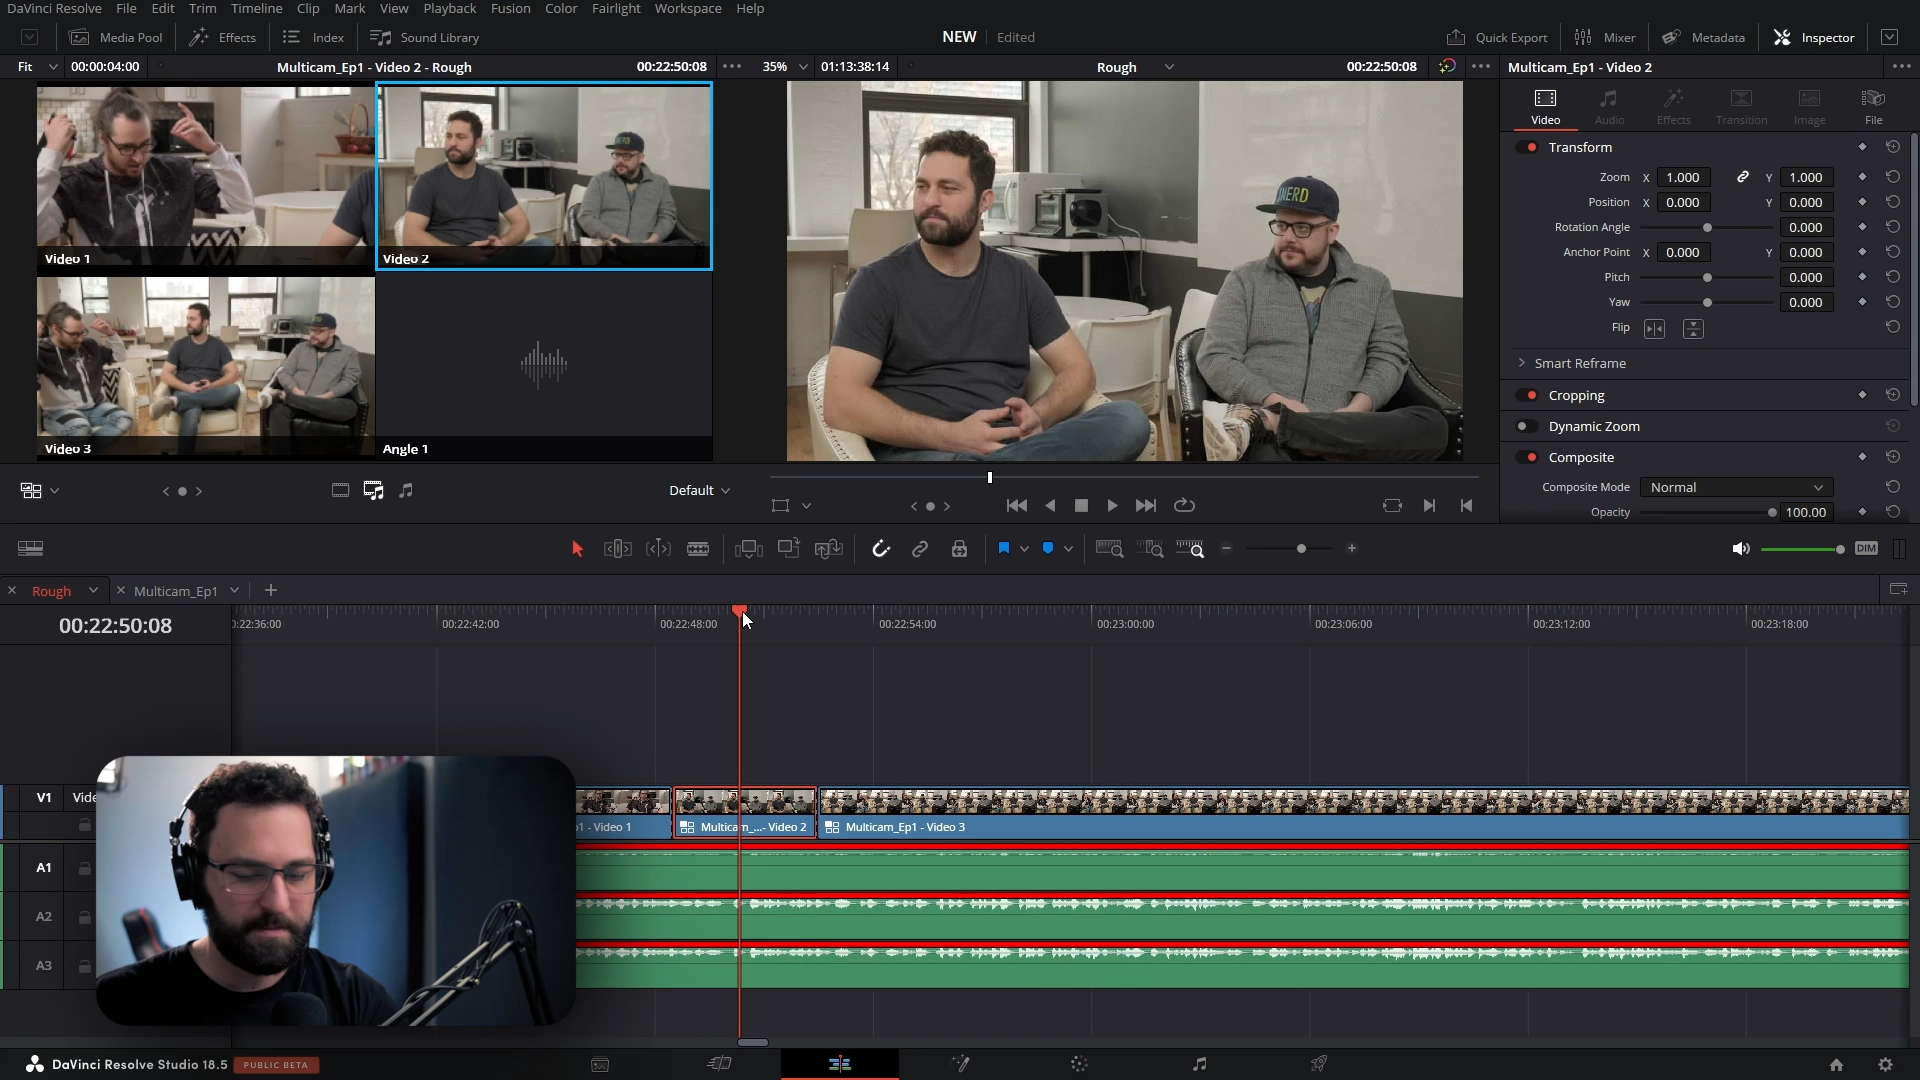 DaVinci Resolve File Edit Trim Timeline Clip Mark View Playback Fusion Color Fairlight Workspace Help
Media Pool Effects Index Sound Library NEW Edited Quick Export Mixer Metadata Inspector
Fit 00:00:04:00 Multicam_Ep1 - Video 2 - Rough 00:22:50:08 35% 01:13:38:14 Rough 00:22:50:08 Multicam_Ep1 - Video 2
Video Audio Effects Transition Image File
Transform
Zoom X 1.000 Y 1.000
Position X 0.000 Y 0.000
Rotation Angle 0.000
Anchor Point X 0.000 Y 0.000
Pitch 0.000
Yaw 0.000
Flip
Smart Reframe
Cropping
Dynamic Zoom
Composite
Composite Mode Normal
Opacity 100.00
NERD
Video 1 Video 2
Video 3 Angle 1
Default
DIM
Rough Multicam_Ep1
00:22:50:08
0:22:36:00 00:22:42:00 00:22:48:00 00:22:54:00 00:23:00:00 00:23:06:00 00:23:12:00 00:23:18:00
V1 Vide
p1 - Video 1 Multicam_...- Video 2 Multicam_Ep1 - Video 3
A1
A2
A3
DaVinci Resolve Studio 18.5 PUBLIC BETA